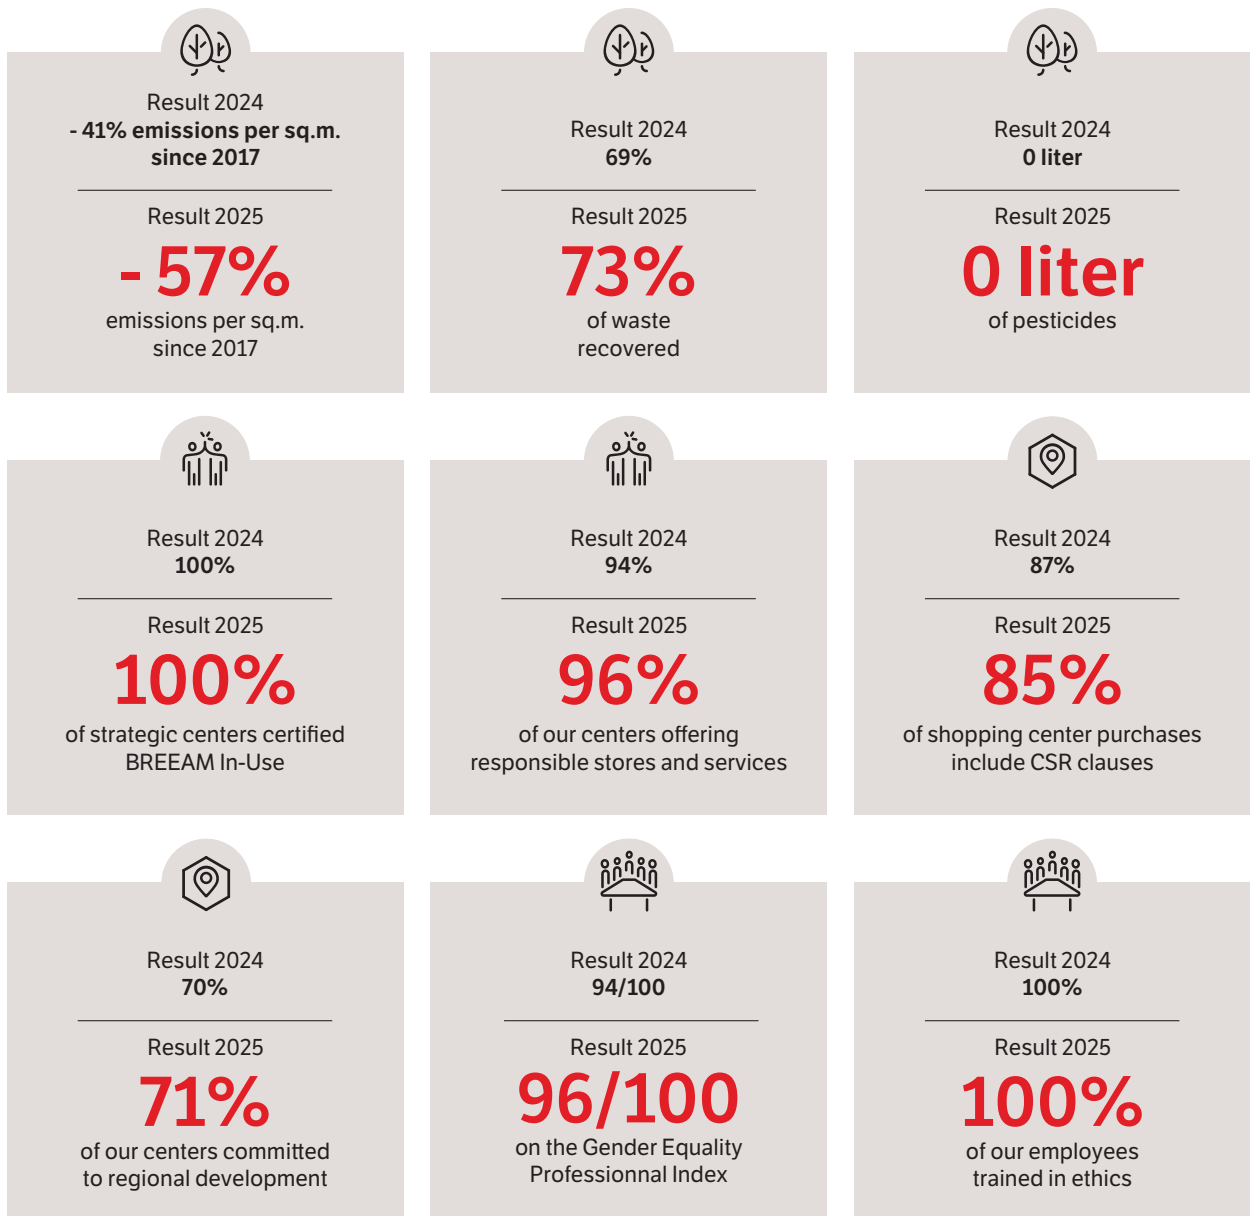 Result 2024
- 41% emissions per sq.m.
since 2017
Result 2025
- 57%
emissions per sq.m.
since 2017
Result 2024
69%
Result 2025
73%
of waste
recovered
Result 2024
0 liter
Result 2025
0 liter
of pesticides
Result 2024
100%
Result 2025
100%
of strategic centers certified
BREEAM In-Use
Result 2024
94%
Result 2025
96%
of our centers offering
responsible stores and services
Result 2024
87%
Result 2025
85%
of shopping center purchases
include CSR clauses
Result 2024
70%
Result 2025
71%
of our centers committed
to regional development
Result 2024
94/100
Result 2025
96/100
on the Gender Equality
Professionnal Index
Result 2024
100%
Result 2025
100%
of our employees
trained in ethics